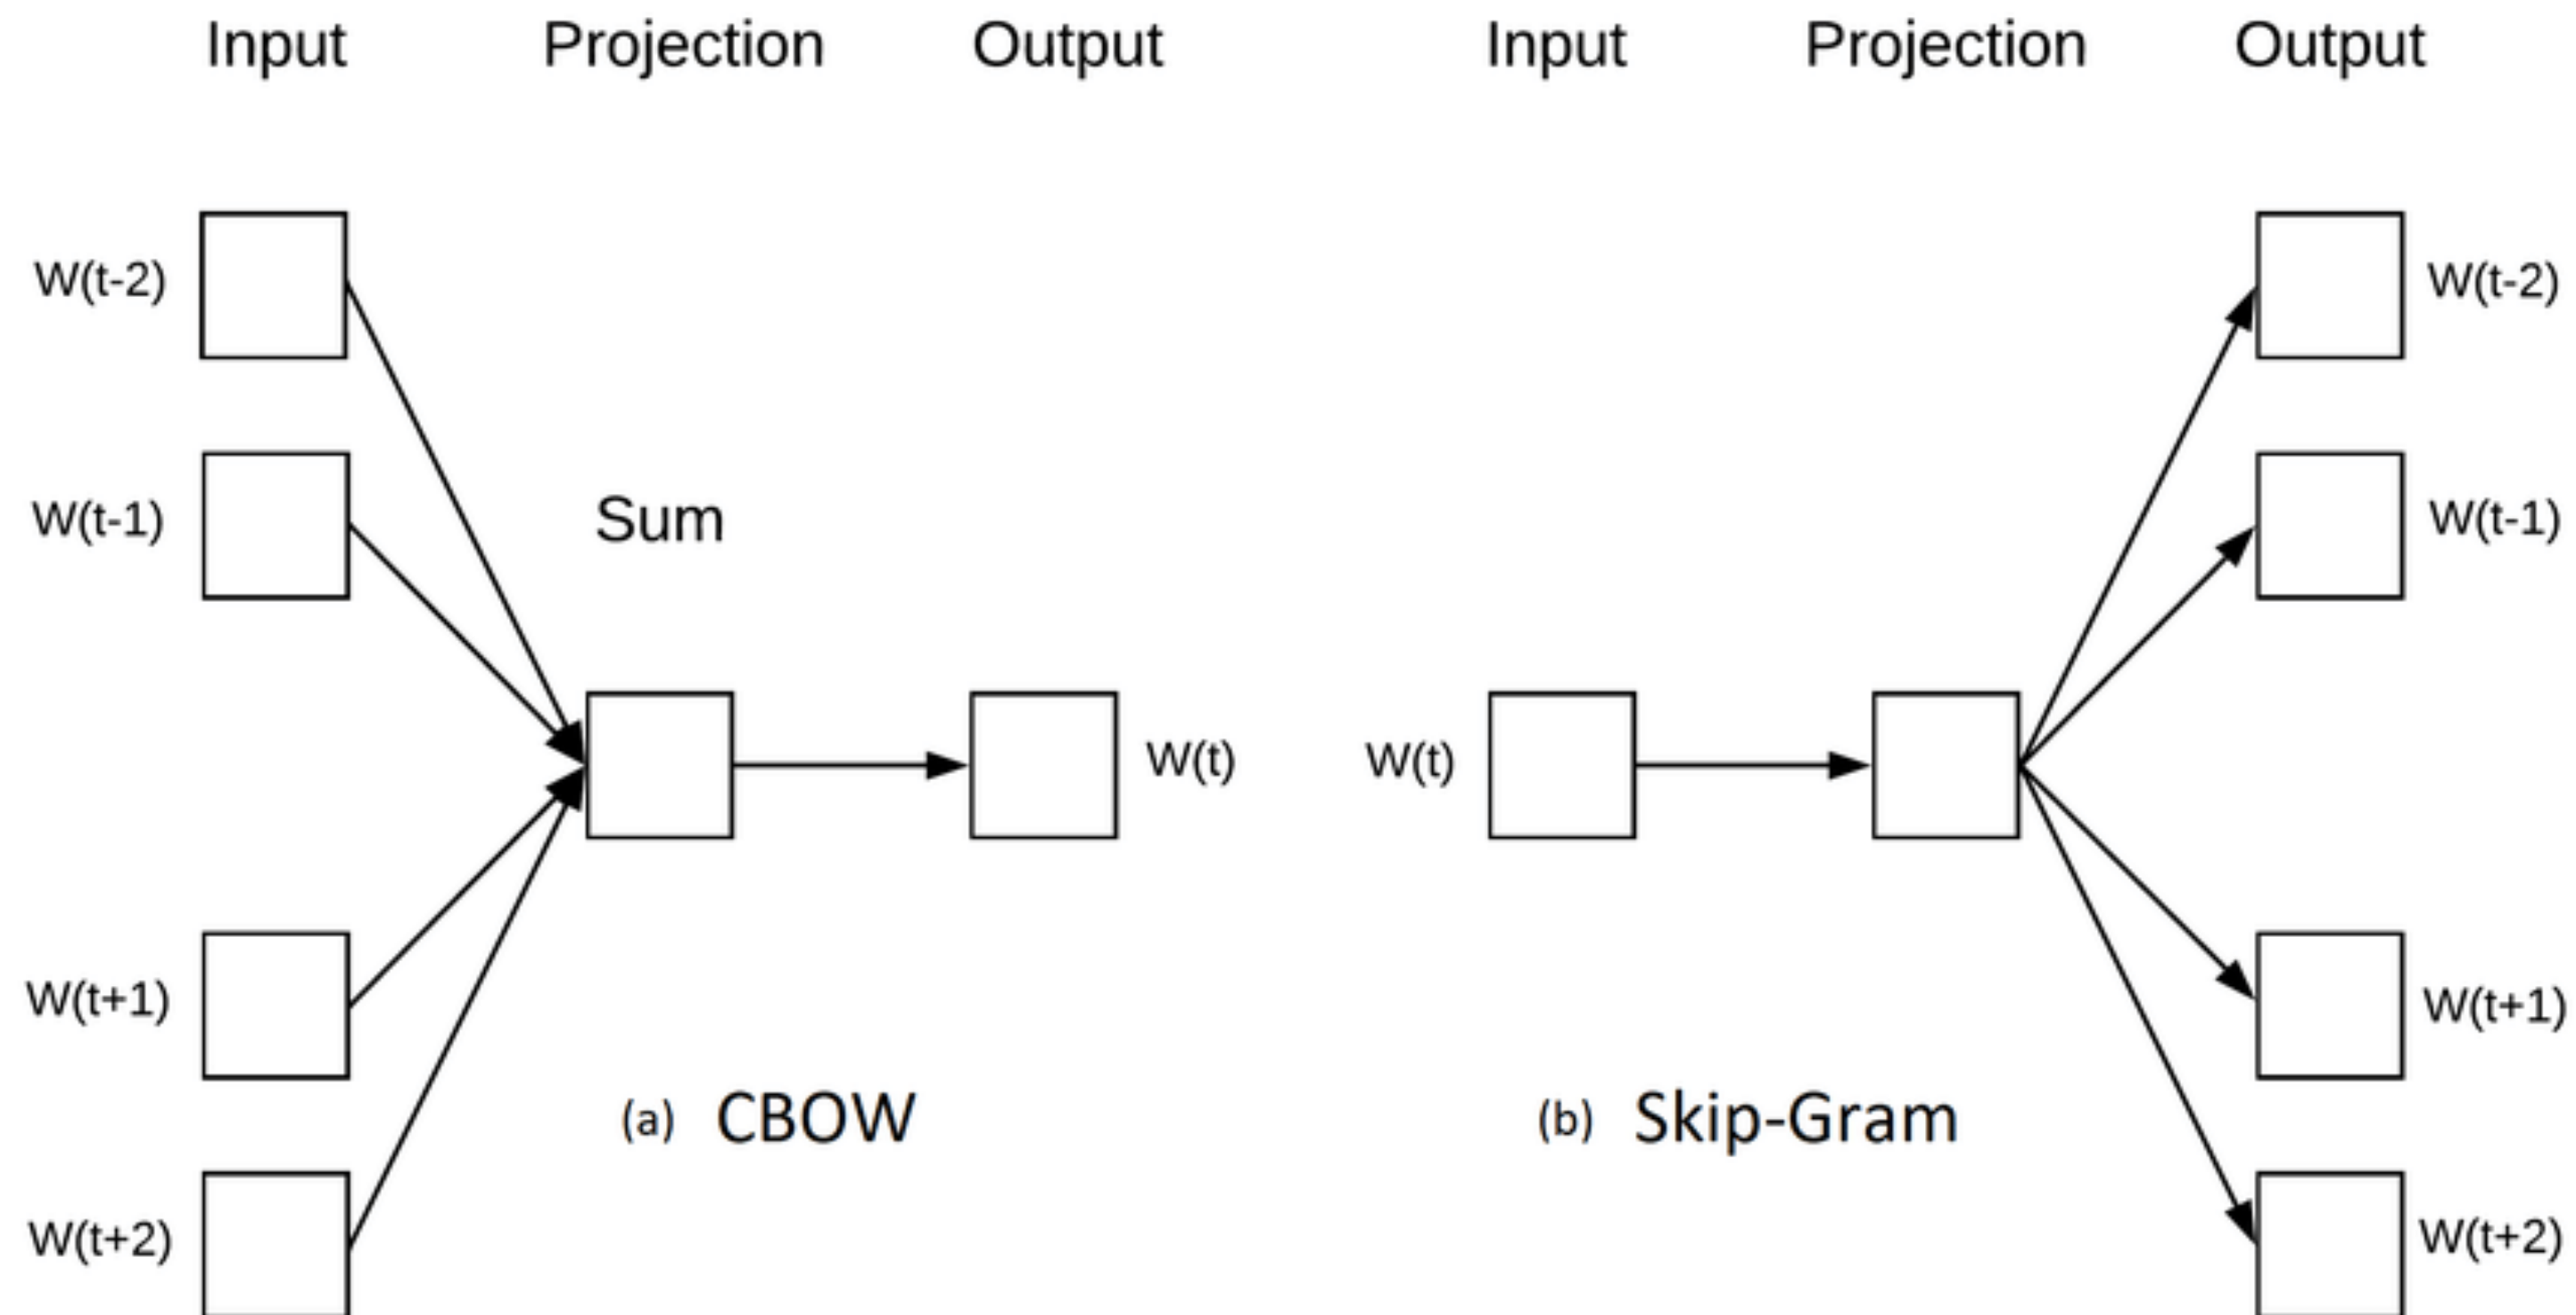 Input Projection Output
W(t-2)
W(t-1)
Sum
W(t)
W(t+1)
W(t+2)
(a) CBOW
Input Projection Output
W(t)
W(t-2)
W(t-1)
W(t+1)
W(t+2)
(b) Skip-Gram